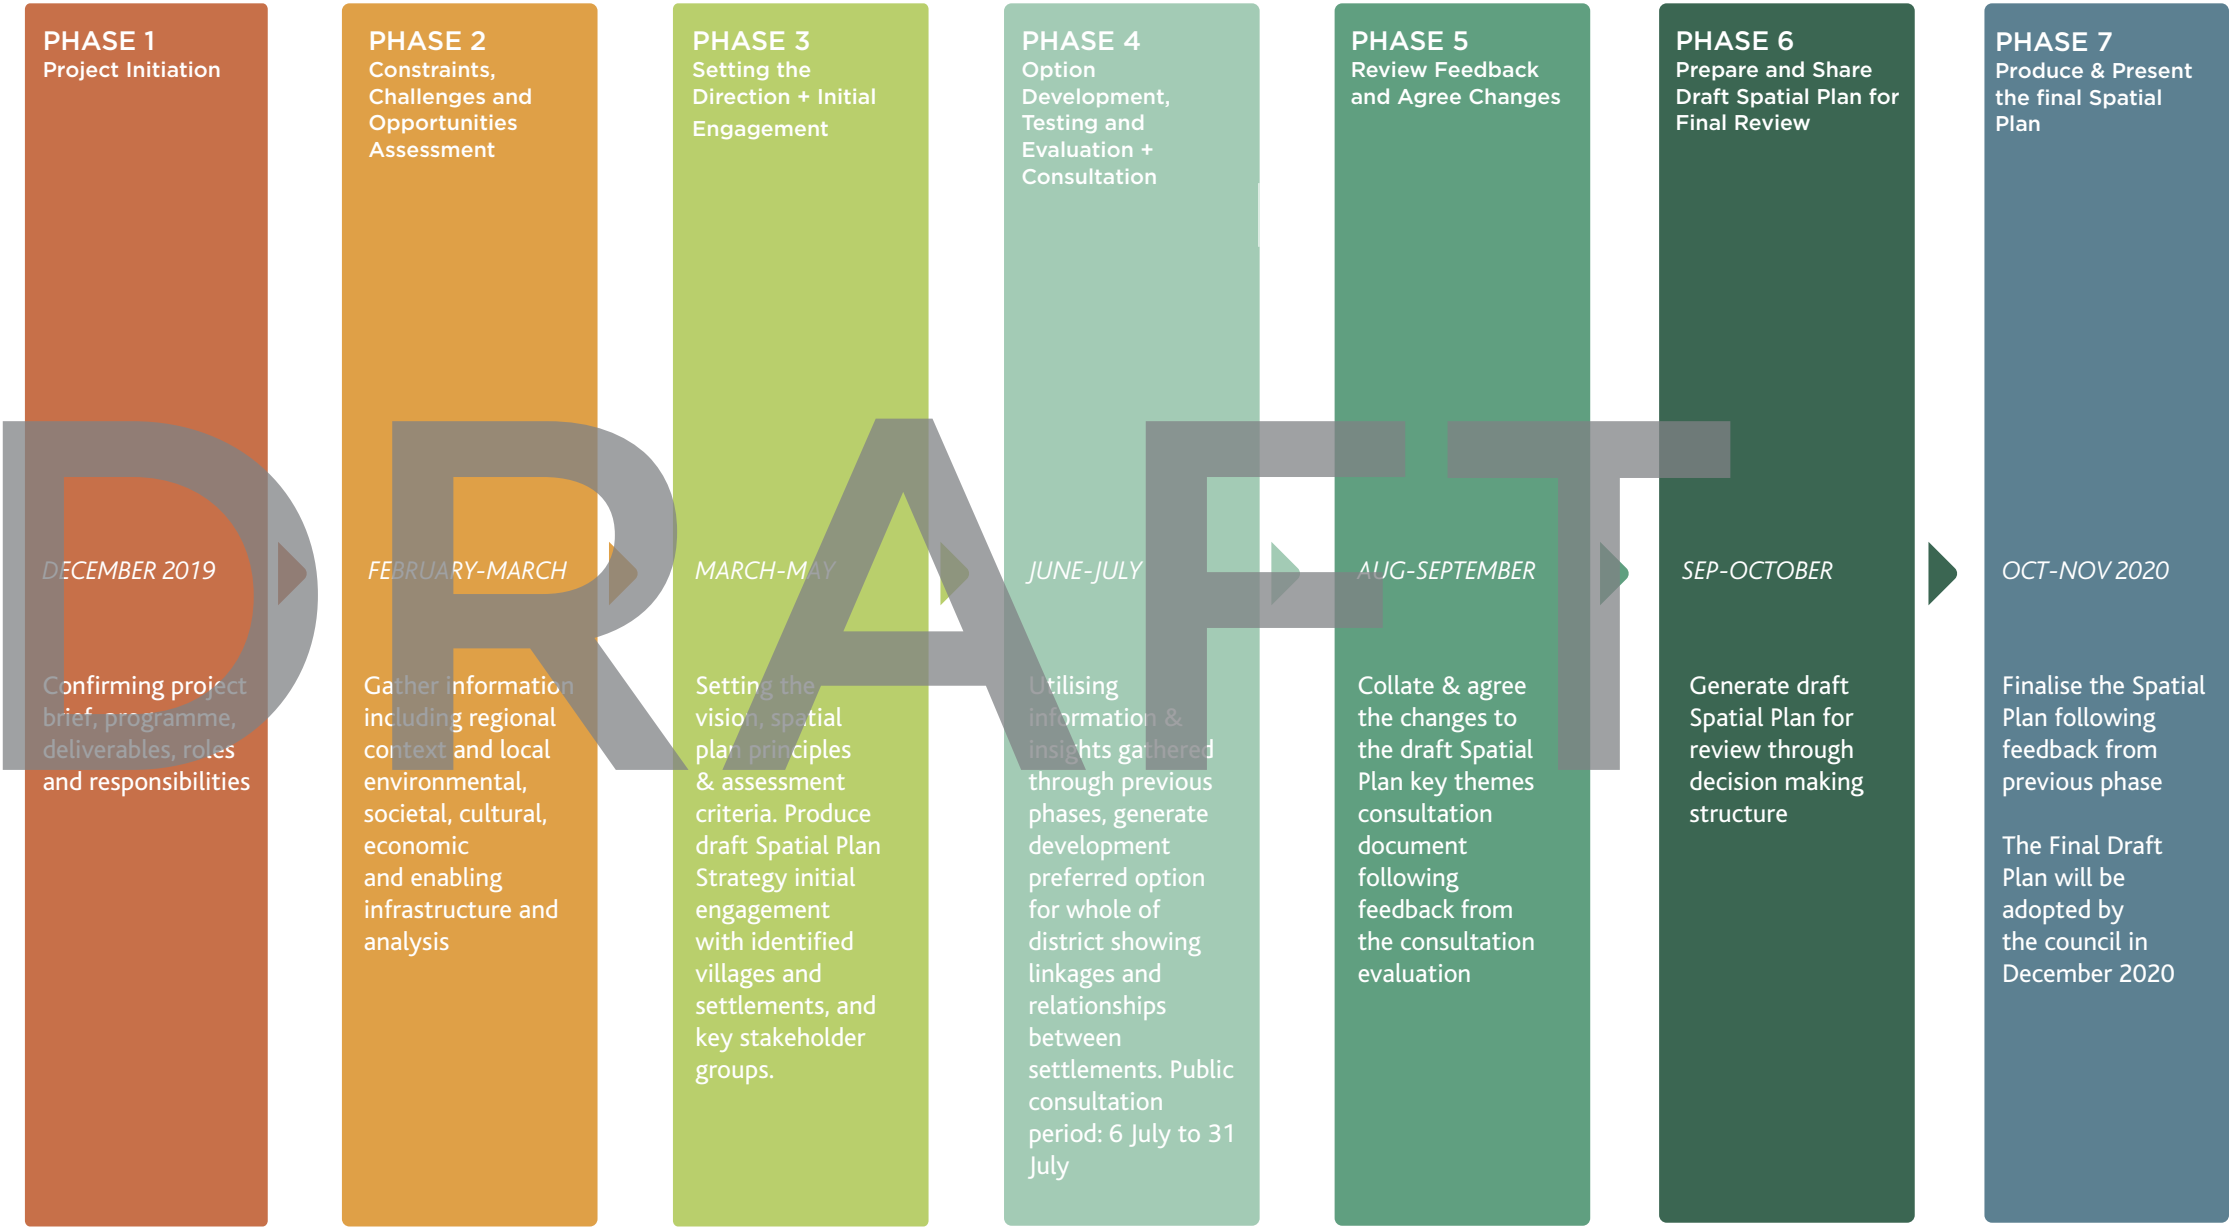 PHASE 1
Project Initiation
DECEMBER 2019
Confirming project
brief, programme,
deliverables, roles
and responsibilities
PHASE 2
Constraints,
Challenges and
Opportunities
Assessment
FEBRUARY-MARCH
Gather information
including regional
context and local
environmental,
societal, cultural,
economic
and enabling
infrastructure and
analysis
PHASE 3
Setting the
Direction + Initial
Engagement
MARCH-MAY
Setting the
vision, spatial
plan principles
& assessment
criteria. Produce
draft Spatial Plan
Strategy initial
engagement
with identified
villages and
settlements, and
key stakeholder
groups.
PHASE 4
Option
Development,
Testing and
Evaluation +
Consultation
JUNE-JULY
Utilising
information &
insights gathered
through previous
phases, generate
development
preferred option
for whole of
district showing
linkages and
relationships
between
settlements. Public
consultation
period: 6 July to 31
July
PHASE 5
Review Feedback
and Agree Changes
AUG-SEPTEMBER
Collate & agree
the changes to
the draft Spatial
Plan key themes
consultation
document
following
feedback from
the consultation
evaluation
PHASE 6
Prepare and Share
Draft Spatial Plan for
Final Review
SEP-OCTOBER
Generate draft
Spatial Plan for
review through
decision making
structure
PHASE 7
Produce & Present
the final Spatial
Plan
OCT-NOV 2020
Finalise the Spatial
Plan following
feedback from
previous phase
The Final Draft
Plan will be
adopted by
the council in
December 2020
DRAFT